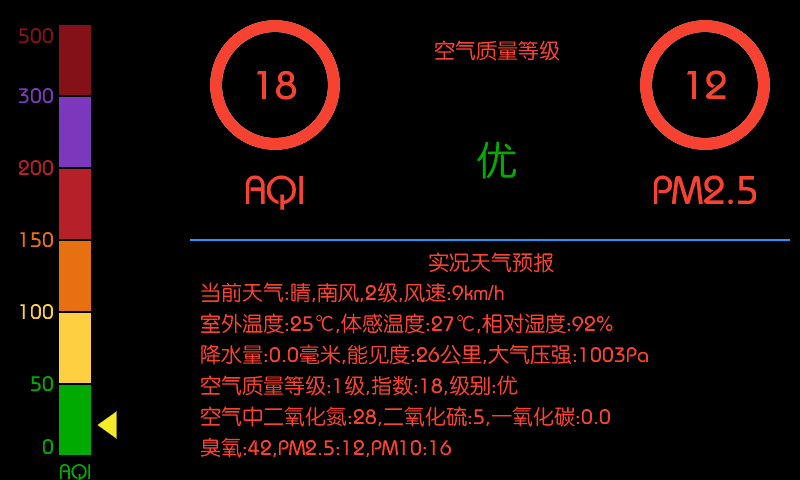 500
300
200
150
100
50
0
AQI
18
AQI
空气质量等级
优
12
PM2.5
实况天气预报
当前天气:晴,南风,2级,风速:9km/h
室外温度:25℃,体感温度:27℃,相对湿度:92%
降水量:0.0毫米,能见度:26公里,大气压强:1003Pa
空气质量等级:1级,指数:18,级别:优
空气中二氧化氮:28,二氧化硫:5,一氧化碳:0.0
臭氧:42,PM2.5:12,PM10:16